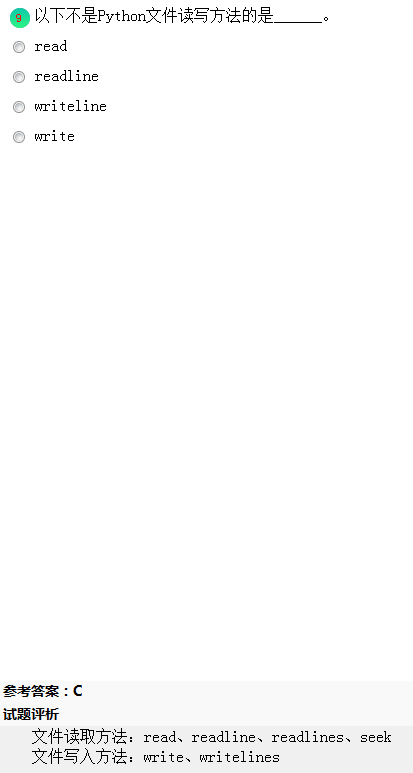 9 以下不是Python文件读写方法的是______。
read
readline
writeline
write
参考答案：C
试题评析
文件读取方法：read、readline、readlines、seek
文件写入方法：write、writelines